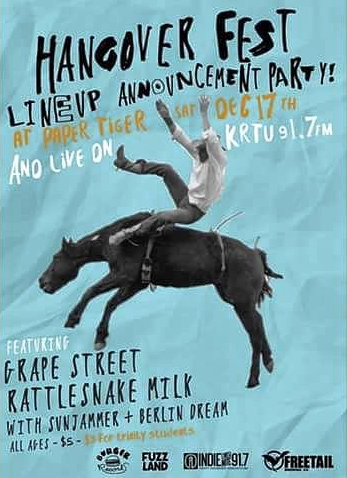 HANGOVER FEST
LINEUP ANNOUNCEMENT PARTY!
AT PAPER TIGER SAT DEC 17TH
AND LIVE ON KRTU 91.7FM
FEATURING
GRAPE STREET
RATTLESNAKE MILK
WITH SUNJAMMER + BERLIN DREAM
ALL AGES - $5 - $3 for trinity students
BURGER RECORDS FUZZ LAND INDIE 91.7 FREETAIL